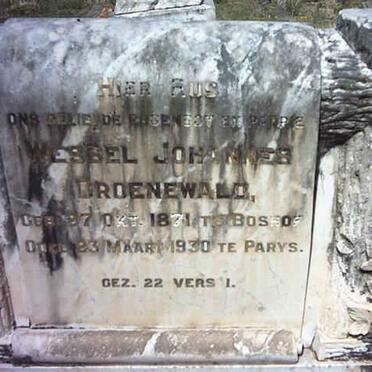 HIER RUS
ONS GELIEFDE EGGENOOT EN PAPPIE
WESSEL JOHANNES
GROENEWALD,
GEB. 27 OKT. 1871 TE BOSHOF
OORL. 23 MAART 1930 TE PARYS.
GEZ. 22 VERS 1.